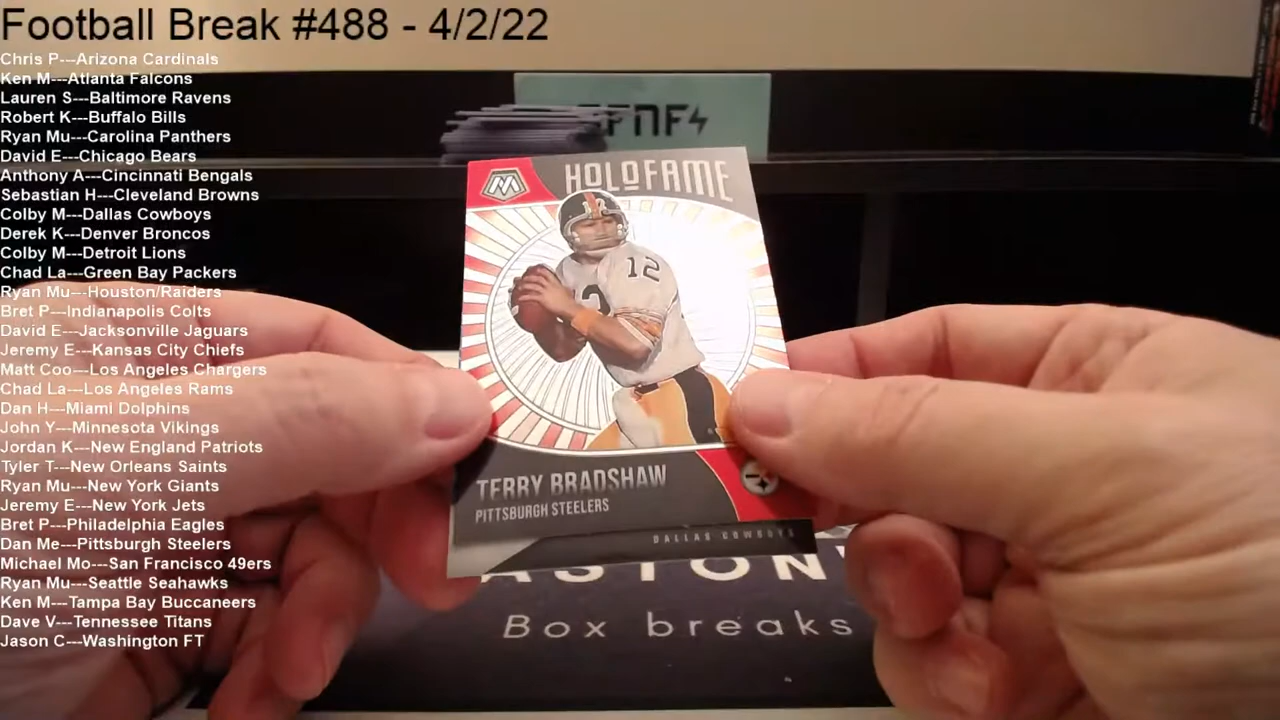 Football Break #488 - 4/2/22
Chris P---Arizona Cardinals
Ken M---Atlanta Falcons
Lauren S---Baltimore Ravens
Robert K---Buffalo Bills
Ryan Mu---Carolina Panthers
David E---Chicago Bears
Anthony A---Cincinnati Bengals
Sebastian H---Cleveland Browns
Colby M---Dallas Cowboys
Derek K---Denver Broncos
Colby M---Detroit Lions
Chad La---Green Bay Packers
Ryan Mu---Houston/Raiders
Bret P---Indianapolis Colts
David E---Jacksonville Jaguars
Jeremy E---Kansas City Chiefs
Matt Coo---Los Angeles Chargers
Chad La---Los Angeles Rams
Dan H---Miami Dolphins
John Y---Minnesota Vikings
Jordan K---New England Patriots
Tyler T---New Orleans Saints
Ryan Mu---New York Giants
Jeremy E---New York Jets
Bret P---Philadelphia Eagles
Dan Me---Pittsburgh Steelers
Michael Mo---San Francisco 49ers
Ryan Mu---Seattle Seahawks
Ken M---Tampa Bay Buccaneers
Dave V---Tennessee Titans
Jason C---Washington FT
M
HOLOFAME
12
TERRY BRADSHAW
PITTSBURGH STEELERS
DALLAS COWBOYS
Box breaks